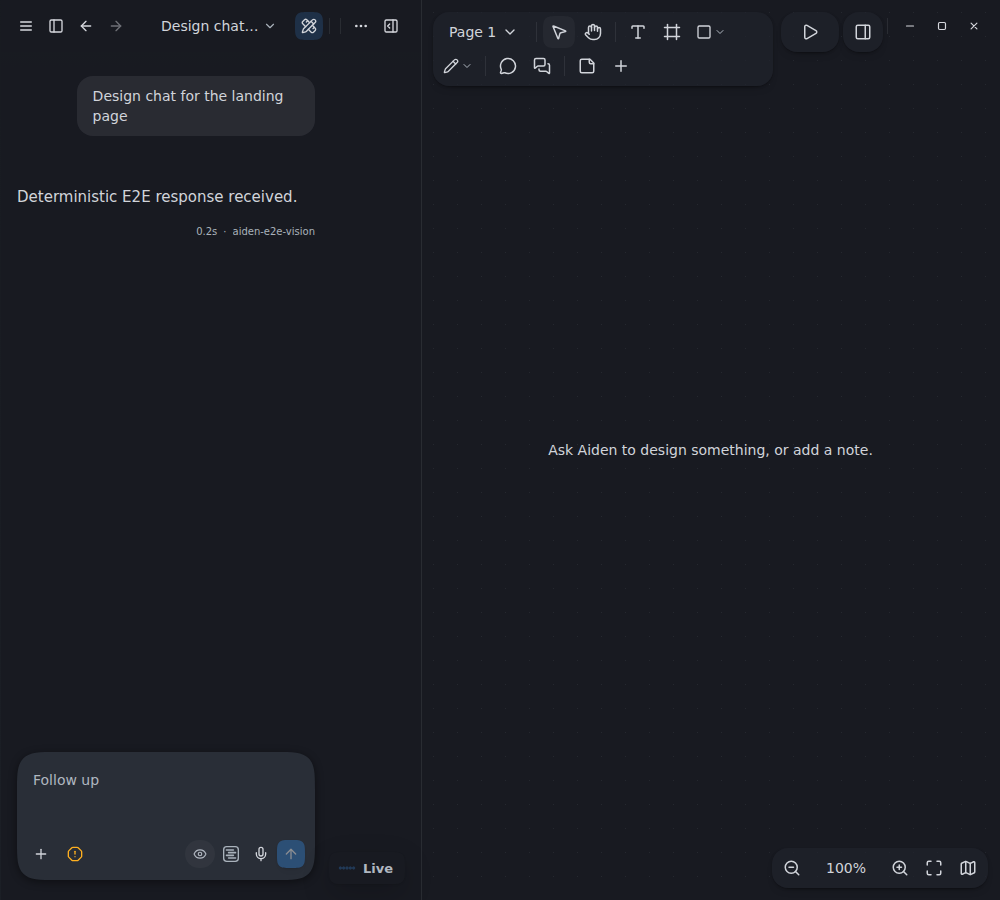 Design chat...
Page 1
Design chat for the landing
page
Deterministic E2E response received.
0.2s · aiden-e2e-vision
Ask Aiden to design something, or add a note.
Follow up
Live
100%